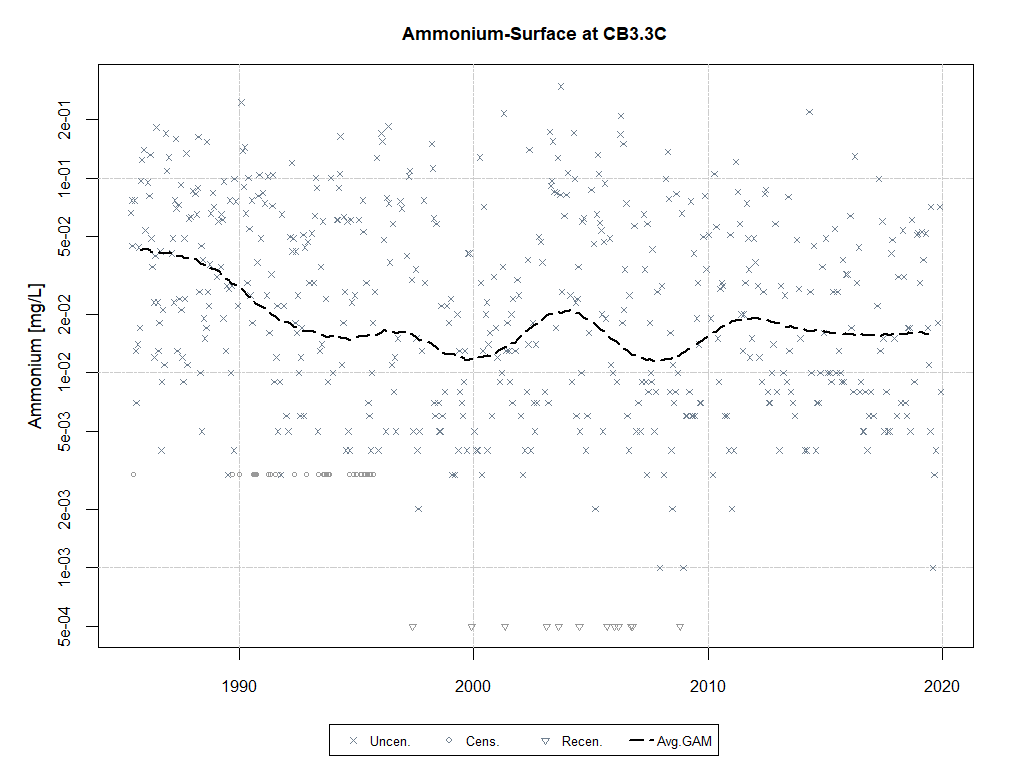 Ammonium-Surface at CB3.3C
Ammonium [mg/L]
2e-01
1e-01
5e-02
2e-02
1e-02
5e-03
2e-03
1e-03
5e-04
1990 2000 2010 2020
Uncen. Cens. Recen. Avg.GAM